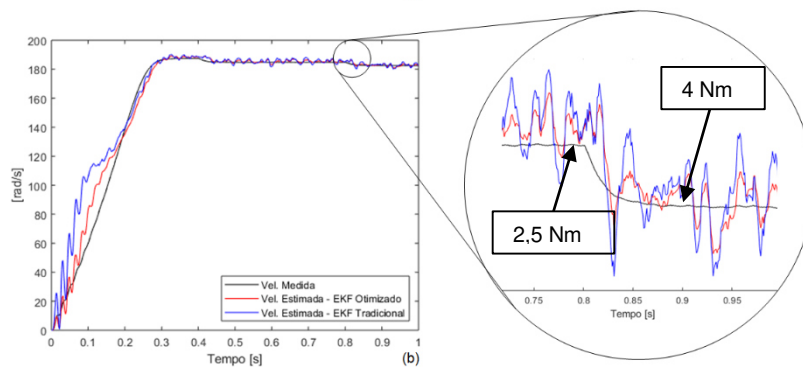 200
180
160
140
120
100
80
60
40
20
0
[rad/s]
Vel. Medida
Vel. Estimada - EKF Otimizado
Vel. Estimada - EKF Tradicional
0 0.1 0.2 0.3 0.4 0.5 0.6 0.7 0.8 0.9 1
Tempo [s]
(b)
4 Nm
2,5 Nm
0.75 0.8 0.85 0.9 0.95
Tempo [s]